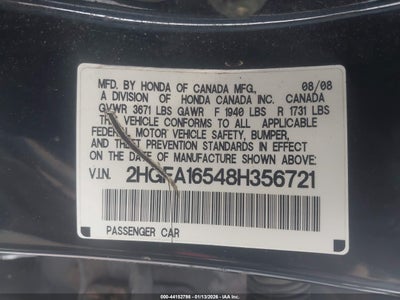 MFD. BY HONDA OF CANADA MFG., 08/08
A DIVISION OF HONDA CANADA INC. CANADA
GVWR 3671 LBS GAWR F 1940 LBS R 1731 LBS
THIS VEHICLE CONFORMS TO ALL APPLICABLE
FEDERAL MOTOR VEHICLE SAFETY, BUMPER,
AND THEFT PREVENTION STANDARDS IN EFFECT
ON THE DATE OF MANUFACTURE SHOWN ABOVE:
V.I.N. 2HGFA16548H356721
PASSENGER CAR
000-44152798 - 01/13/2026 - IAA Inc.